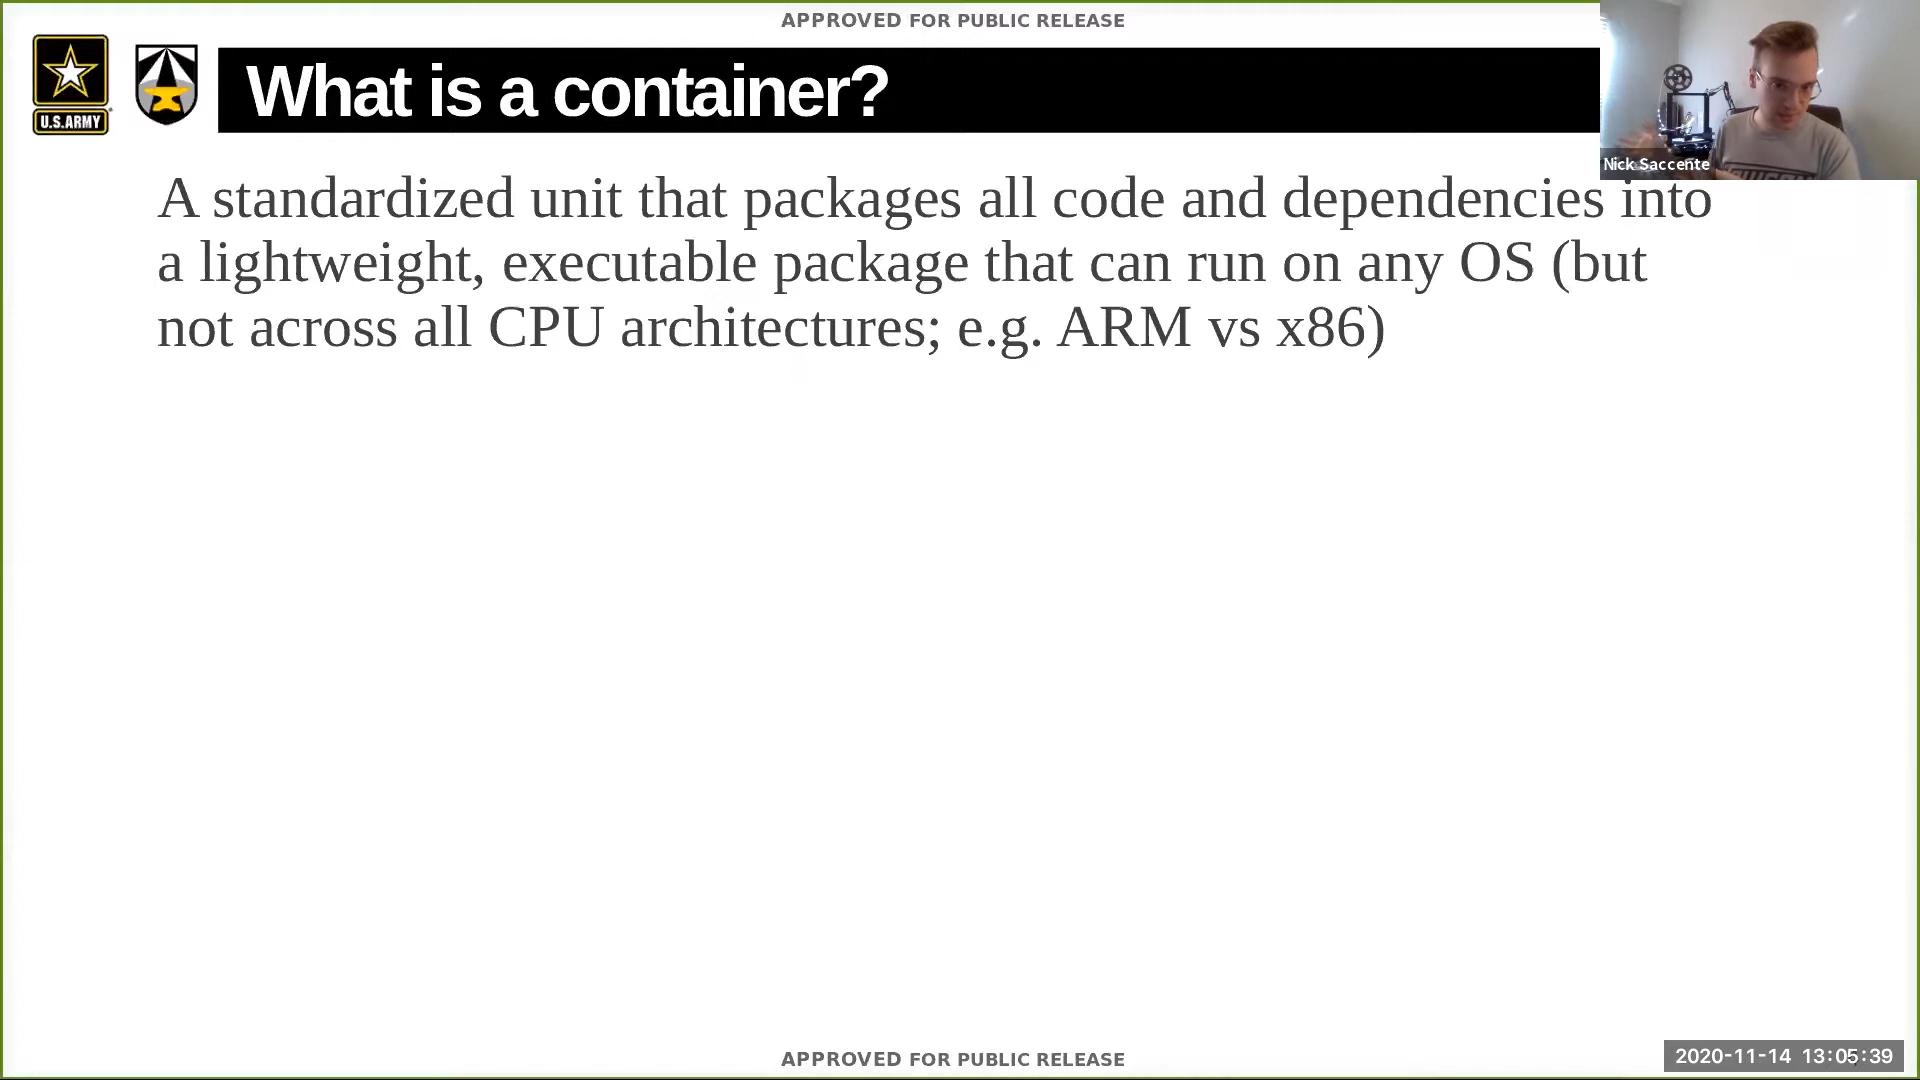 APPROVED FOR PUBLIC RELEASE
U.S.ARMY
What is a container?
Nick Saccente
A standardized unit that packages all code and dependencies into
a lightweight, executable package that can run on any OS (but
not across all CPU architectures; e.g. ARM vs x86)
APPROVED FOR PUBLIC RELEASE
2020-11-14 13:05:39